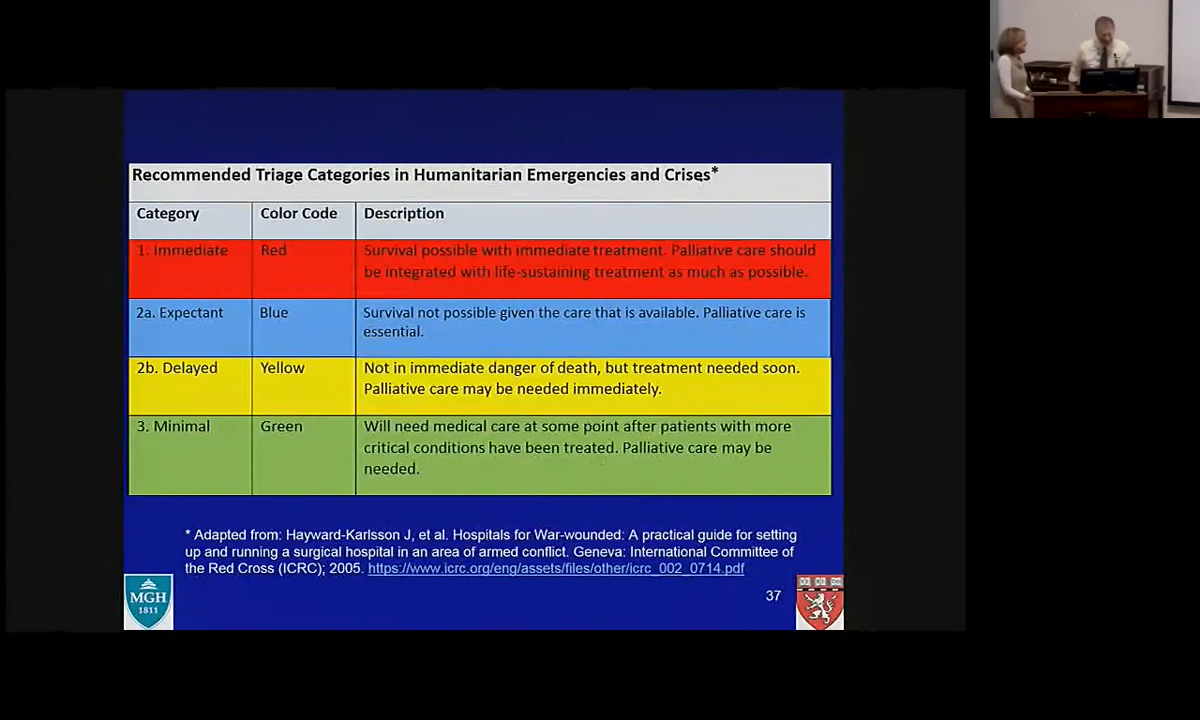 Recommended Triage Categories in Humanitarian Emergencies and Crises*
Category Color Code Description
1. Immediate Red Survival possible with immediate treatment. Palliative care should
be integrated with life-sustaining treatment as much as possible.
2a. Expectant Blue Survival not possible given the care that is available. Palliative care is
essential.
2b. Delayed Yellow Not in immediate danger of death, but treatment needed soon.
Palliative care may be needed immediately.
3. Minimal Green Will need medical care at some point after patients with more
critical conditions have been treated. Palliative care may be
needed.
* Adapted from: Hayward-Karlsson J, et al. Hospitals for War-wounded: A practical guide for setting
up and running a surgical hospital in an area of armed conflict. Geneva: International Committee of
the Red Cross (ICRC); 2005. https://www.icrc.org/eng/assets/files/other/icrc_002_0714.pdf
MGH
1811
37